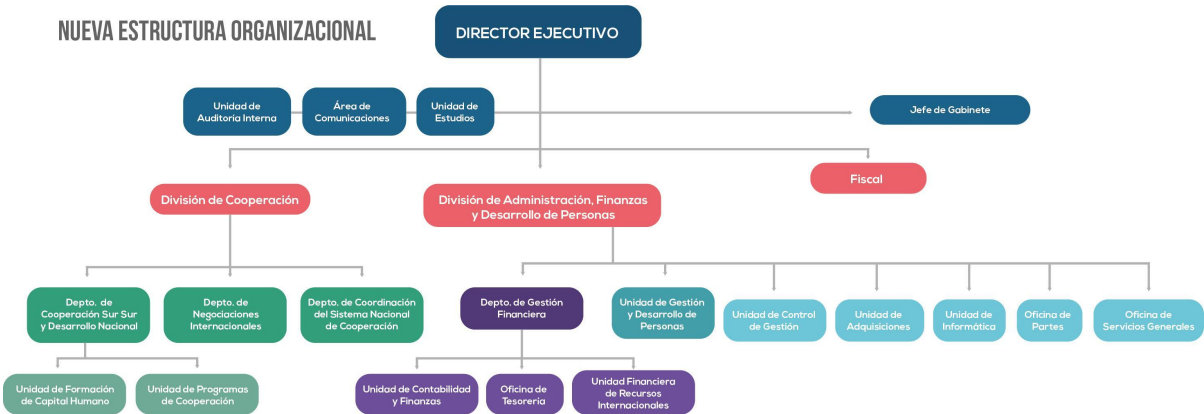 NUEVA ESTRUCTURA ORGANIZACIONAL
DIRECTOR EJECUTIVO
Unidad de
Auditoría Interna
Área de
Comunicaciones
Unidad de
Estudios
Jefe de Gabinete
División de Cooperación
División de Administración, Finanzas
y Desarrollo de Personas
Fiscal
Depto. de
Cooperación Sur Sur
y Desarrollo Nacional
Depto. de
Negociaciones
Internacionales
Depto. de Coordinación
del Sistema Nacional
de Cooperación
Depto. de Gestión
Financiera
Unidad de Gestión
y Desarrollo de
Personas
Unidad de Control
de Gestión
Unidad de
Adquisiciones
Unidad de
Informática
Oficina de
Partes
Oficina de
Servicios Generales
Unidad de Formación
de Capital Humano
Unidad de Programas
de Cooperación
Unidad de Contabilidad
y Finanzas
Oficina de
Tesorería
Unidad Financiera
de Recursos
Internacionales